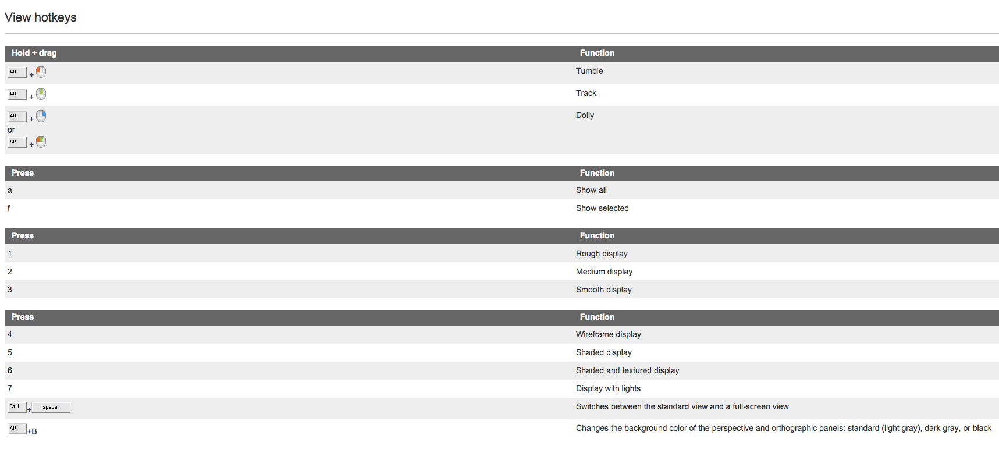 View hotkeys
Hold + drag Function
Alt + Tumble
Alt + Track
Alt + Dolly
or
Alt +
Press Function
a Show all
f Show selected
Press Function
1 Rough display
2 Medium display
3 Smooth display
Press Function
4 Wireframe display
5 Shaded display
6 Shaded and textured display
7 Display with lights
Ctrl + [space] Switches between the standard view and a full-screen view
Alt +B Changes the background color of the perspective and orthographic panels: standard (light gray), dark gray, or black